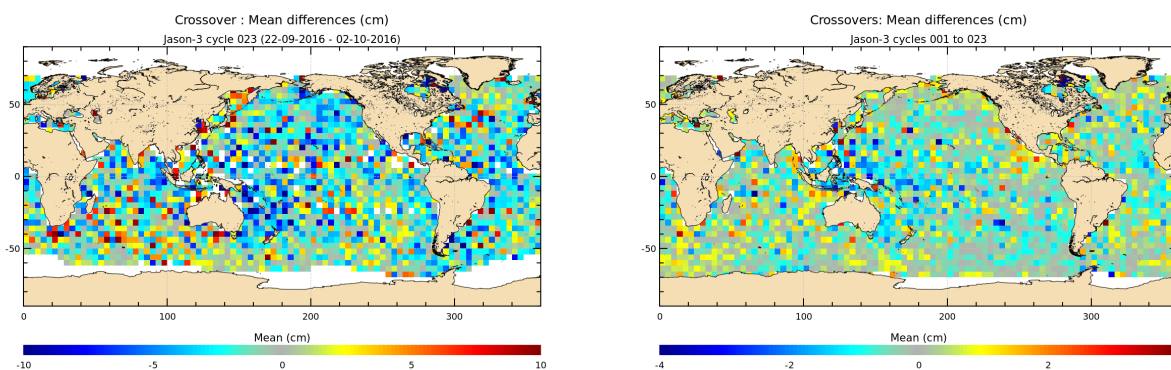 Crossover : Mean differences (cm)
Jason-3 cycle 023 (22-09-2016 - 02-10-2016)
50
0
-50
0 100 200 300
Mean (cm)
-10 -5 0 5 10
Crossovers: Mean differences (cm)
Jason-3 cycles 001 to 023
50
0
-50
0 100 200 300
Mean (cm)
-4 -2 0 2